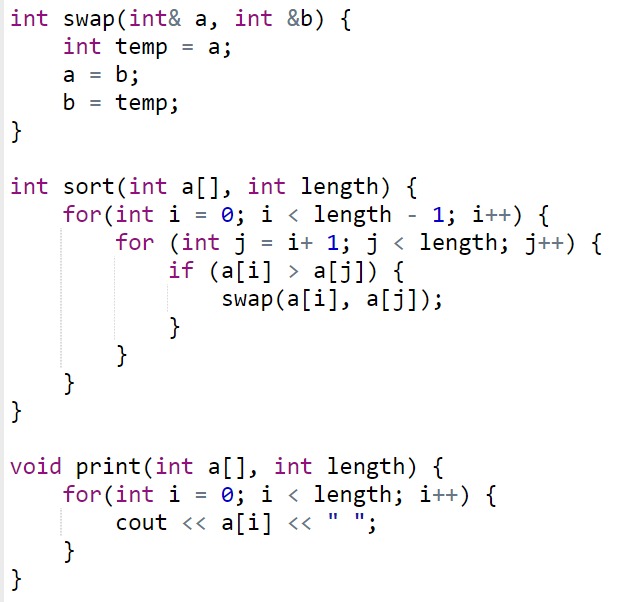 int swap(int& a, int &b) {
    int temp = a;
    a = b;
    b = temp;
}

int sort(int a[], int length) {
    for(int i = 0; i < length - 1; i++) {
        for (int j = i+ 1; j < length; j++) {
            if (a[i] > a[j]) {
                swap(a[i], a[j]);
            }
        }
    }
}

void print(int a[], int length) {
    for(int i = 0; i < length; i++) {
        cout << a[i] << " ";
    }
}